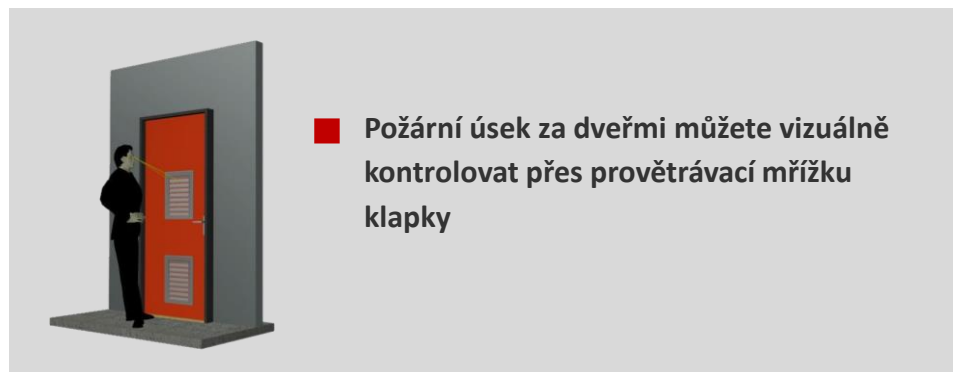 Požární úsek za dveřmi můžete vizuálně
kontrolovat přes provětrávací mřížku
klapky